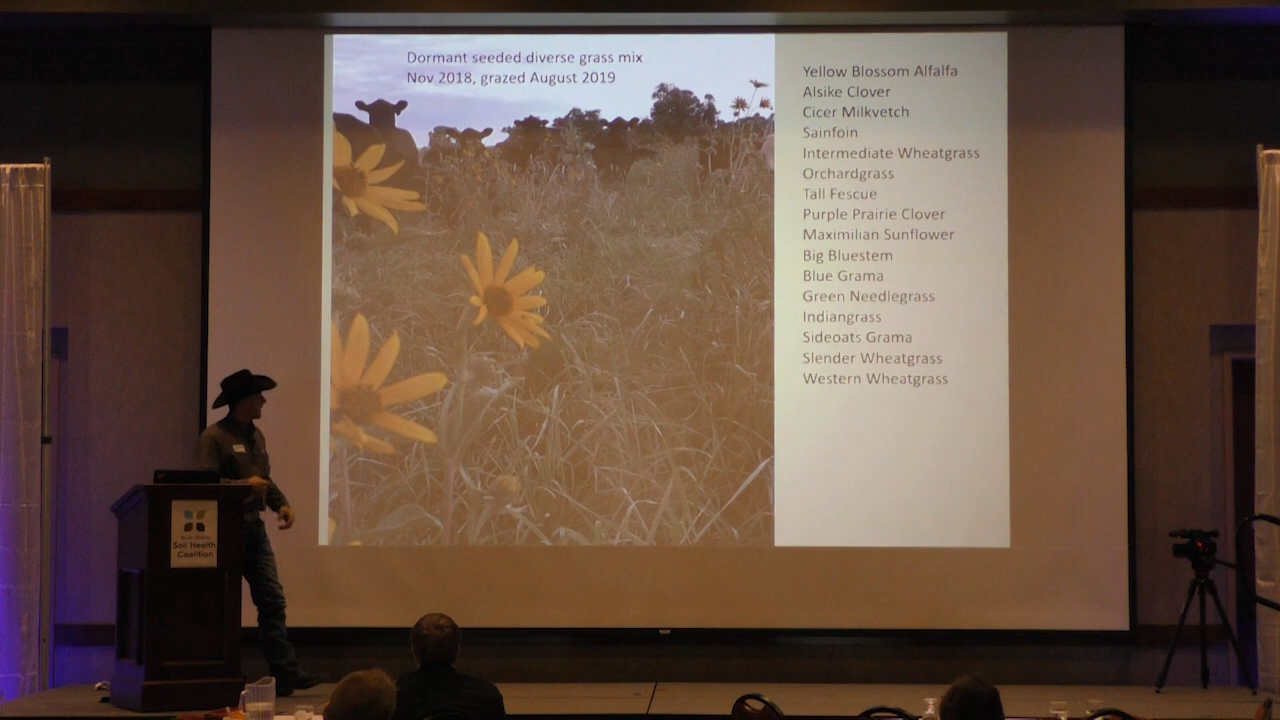 Dormant seeded diverse grass mix
Nov 2018, grazed August 2019
Yellow Blossom Alfalfa
Alsike Clover
Cicer Milkvetch
Sainfoin
Intermediate Wheatgrass
Orchardgrass
Tall Fescue
Purple Prairie Clover
Maximilian Sunflower
Big Bluestem
Blue Grama
Green Needlegrass
Indiangrass
Sideoats Grama
Slender Wheatgrass
Western Wheatgrass
Soil Health
Coalition